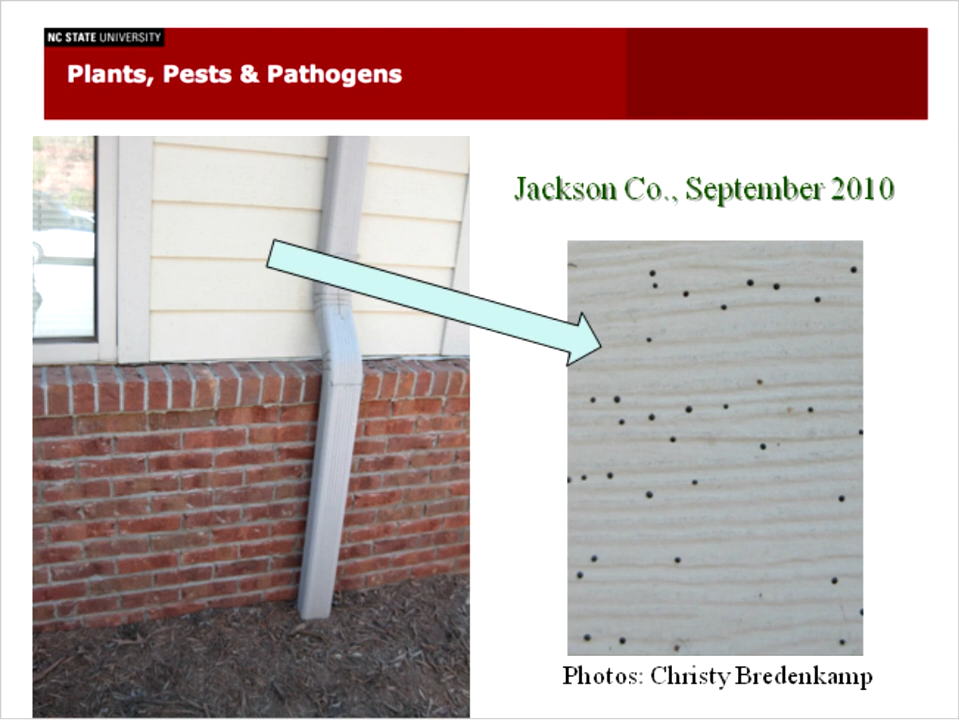 NC STATE UNIVERSITY
Plants, Pests & Pathogens
Jackson Co., September 2010
Photos: Christy Bredenkamp